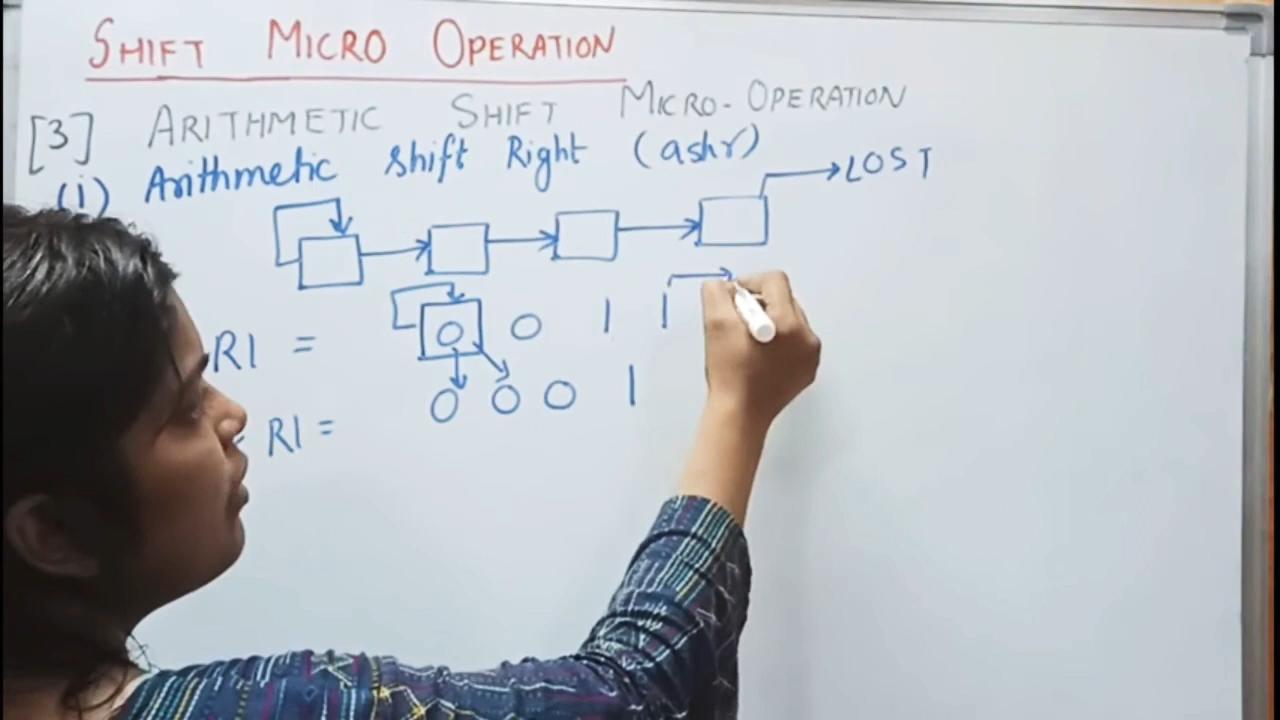 SHIFT MICRO OPERATION
[3] ARITHMETIC SHIFT MICRO-OPERATION
(i) Arithmetic shift Right (ashr)
LOST
R1 = 0 0 1 1
R1 = 0 0 0 1